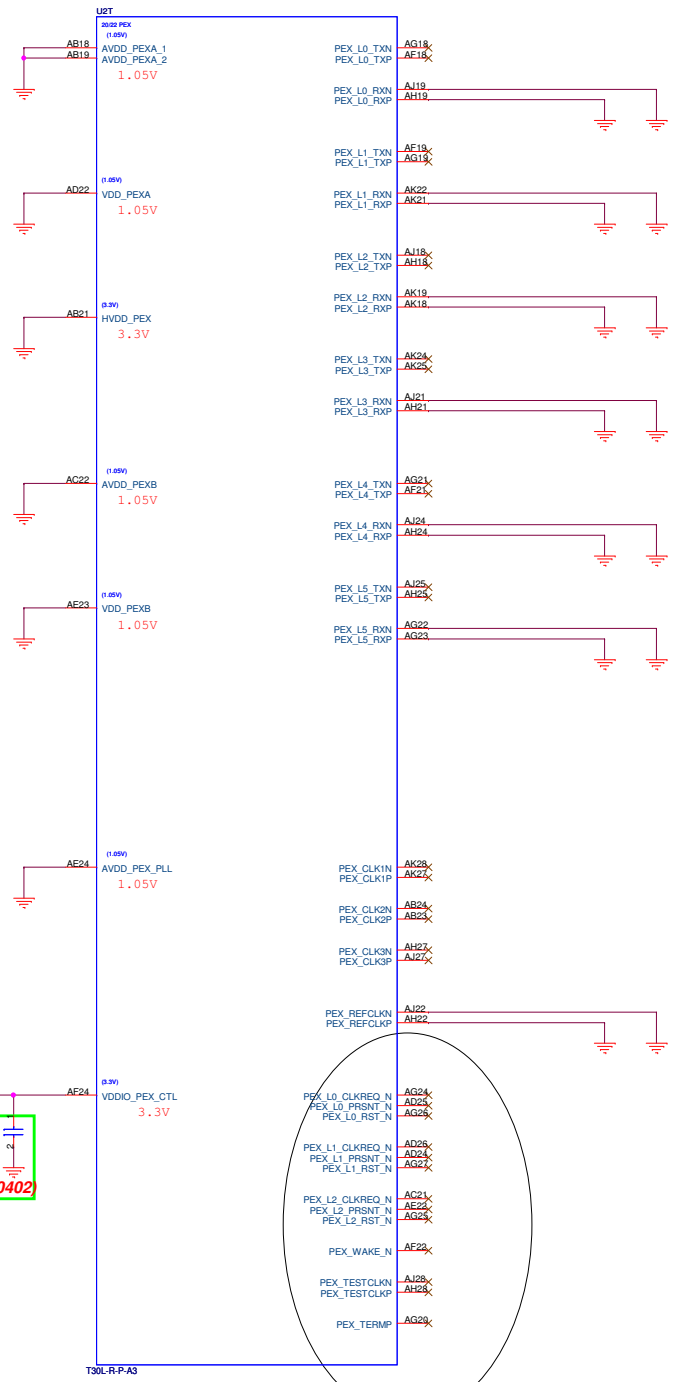 U2T
20/22 PEX
(1.05V)
AB18 AVDD_PEXA_1
AB19 AVDD_PEXA_2
1.05V
PEX_L0_TXN AG18
PEX_L0_TXP AF18
PEX_L0_RXN AJ19
PEX_L0_RXP AH19
PEX_L1_TXN AF19
PEX_L1_TXP AG19
(1.05V)
AD22 VDD_PEXA
1.05V
PEX_L1_RXN AK22
PEX_L1_RXP AK21
PEX_L2_TXN AJ18
PEX_L2_TXP AH18
PEX_L2_RXN AK19
PEX_L2_RXP AK18
(3.3V)
AB21 HVDD_PEX
3.3V
PEX_L3_TXN AK24
PEX_L3_TXP AK25
PEX_L3_RXN AJ21
PEX_L3_RXP AH21
(1.05V)
AC22 AVDD_PEXB
1.05V
PEX_L4_TXN AG21
PEX_L4_TXP AF21
PEX_L4_RXN AJ24
PEX_L4_RXP AH24
PEX_L5_TXN AJ25
PEX_L5_TXP AH25
(1.05V)
AE23 VDD_PEXB
1.05V
PEX_L5_RXN AG22
PEX_L5_RXP AG23
(1.05V)
AE24 AVDD_PEX_PLL
1.05V
PEX_CLK1N AK28
PEX_CLK1P AK27
PEX_CLK2N AB24
PEX_CLK2P AB23
PEX_CLK3N AH27
PEX_CLK3P AJ27
PEX_REFCLKN AJ22
PEX_REFCLKP AH22
(3.3V)
AF24 VDDIO_PEX_CTL
3.3V
PEX_L0_CLKREQ_N AG24
PEX_L0_PRSNT_N AD25
PEX_L0_RST_N AG26
1
2
0402)
PEX_L1_CLKREQ_N AD26
PEX_L1_PRSNT_N AD24
PEX_L1_RST_N AG27
PEX_L2_CLKREQ_N AC21
PEX_L2_PRSNT_N AE22
PEX_L2_RST_N AG25
PEX_WAKE_N AF22
PEX_TESTCLKN AJ28
PEX_TESTCLKP AH28
PEX_TERMP AG20
T30L-R-P-A3